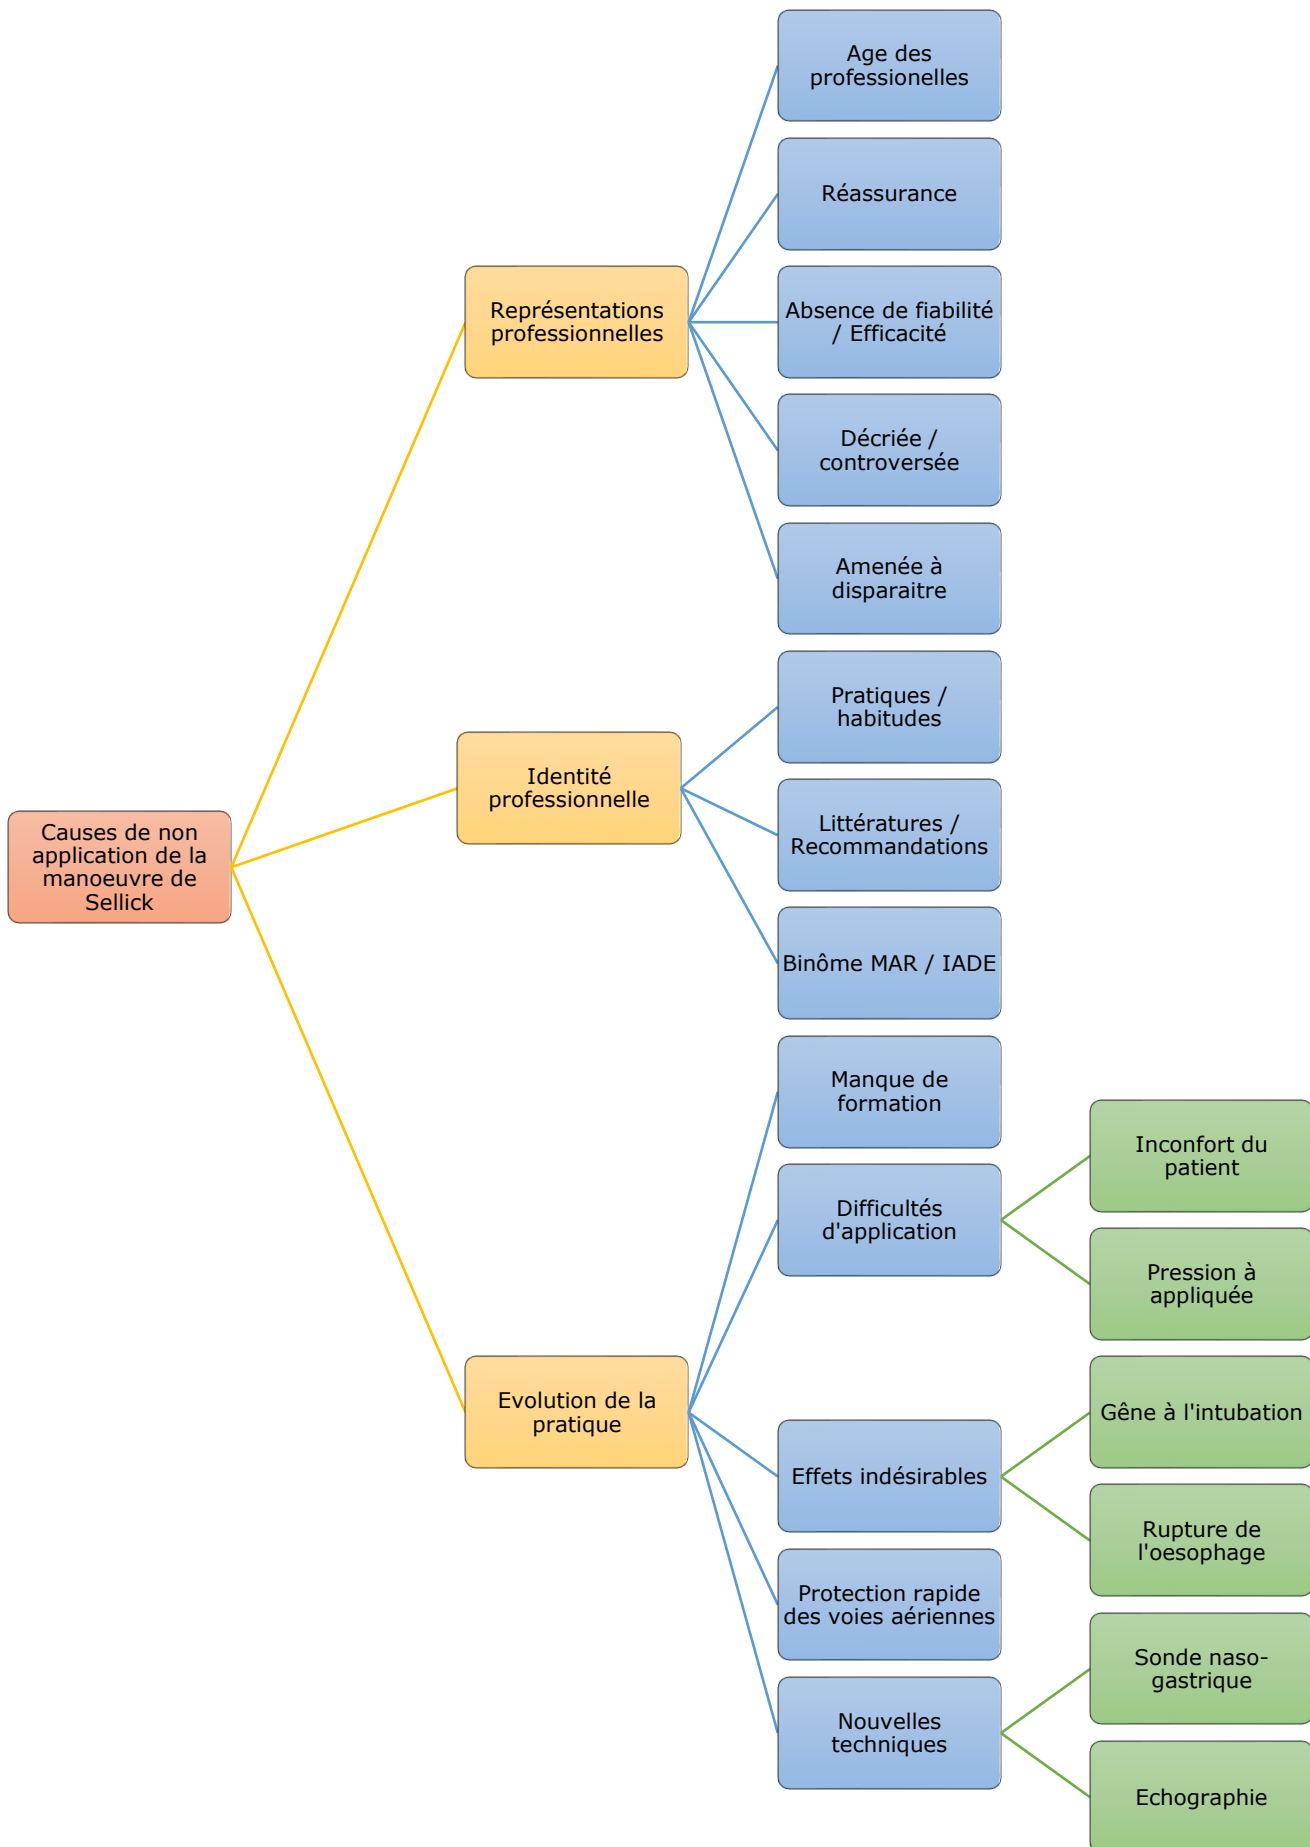 Causes de non
application de la
manoeuvre de
Sellick
Représentations
professionnelles
Age des
professionelles
Réassurance
Absence de fiabilité
/ Efficacité
Décriée /
controversée
Amenée à
disparaitre
Identité
professionnelle
Pratiques /
habitudes
Littératures /
Recommandations
Binôme MAR / IADE
Evolution de la
pratique
Manque de
formation
Difficultés
d'application
Inconfort du
patient
Pression à
appliquée
Effets indésirables
Gêne à l'intubation
Rupture de
l'oesophage
Protection rapide
des voies aériennes
Nouvelles
techniques
Sonde naso-
gastrique
Echographie